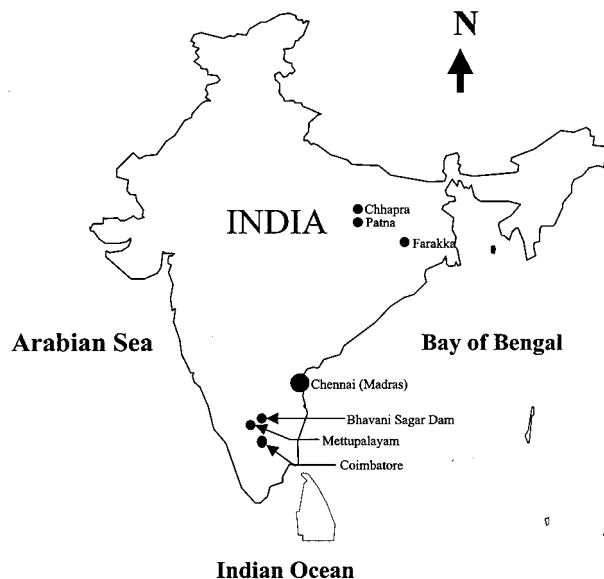 N
Chhapra
INDIA
Patna
Farakka
Arabian Sea
Bay of Bengal
Chennai (Madras)
Bhavani Sagar Dam
Mettupalayam
Coimbatore
Indian Ocean